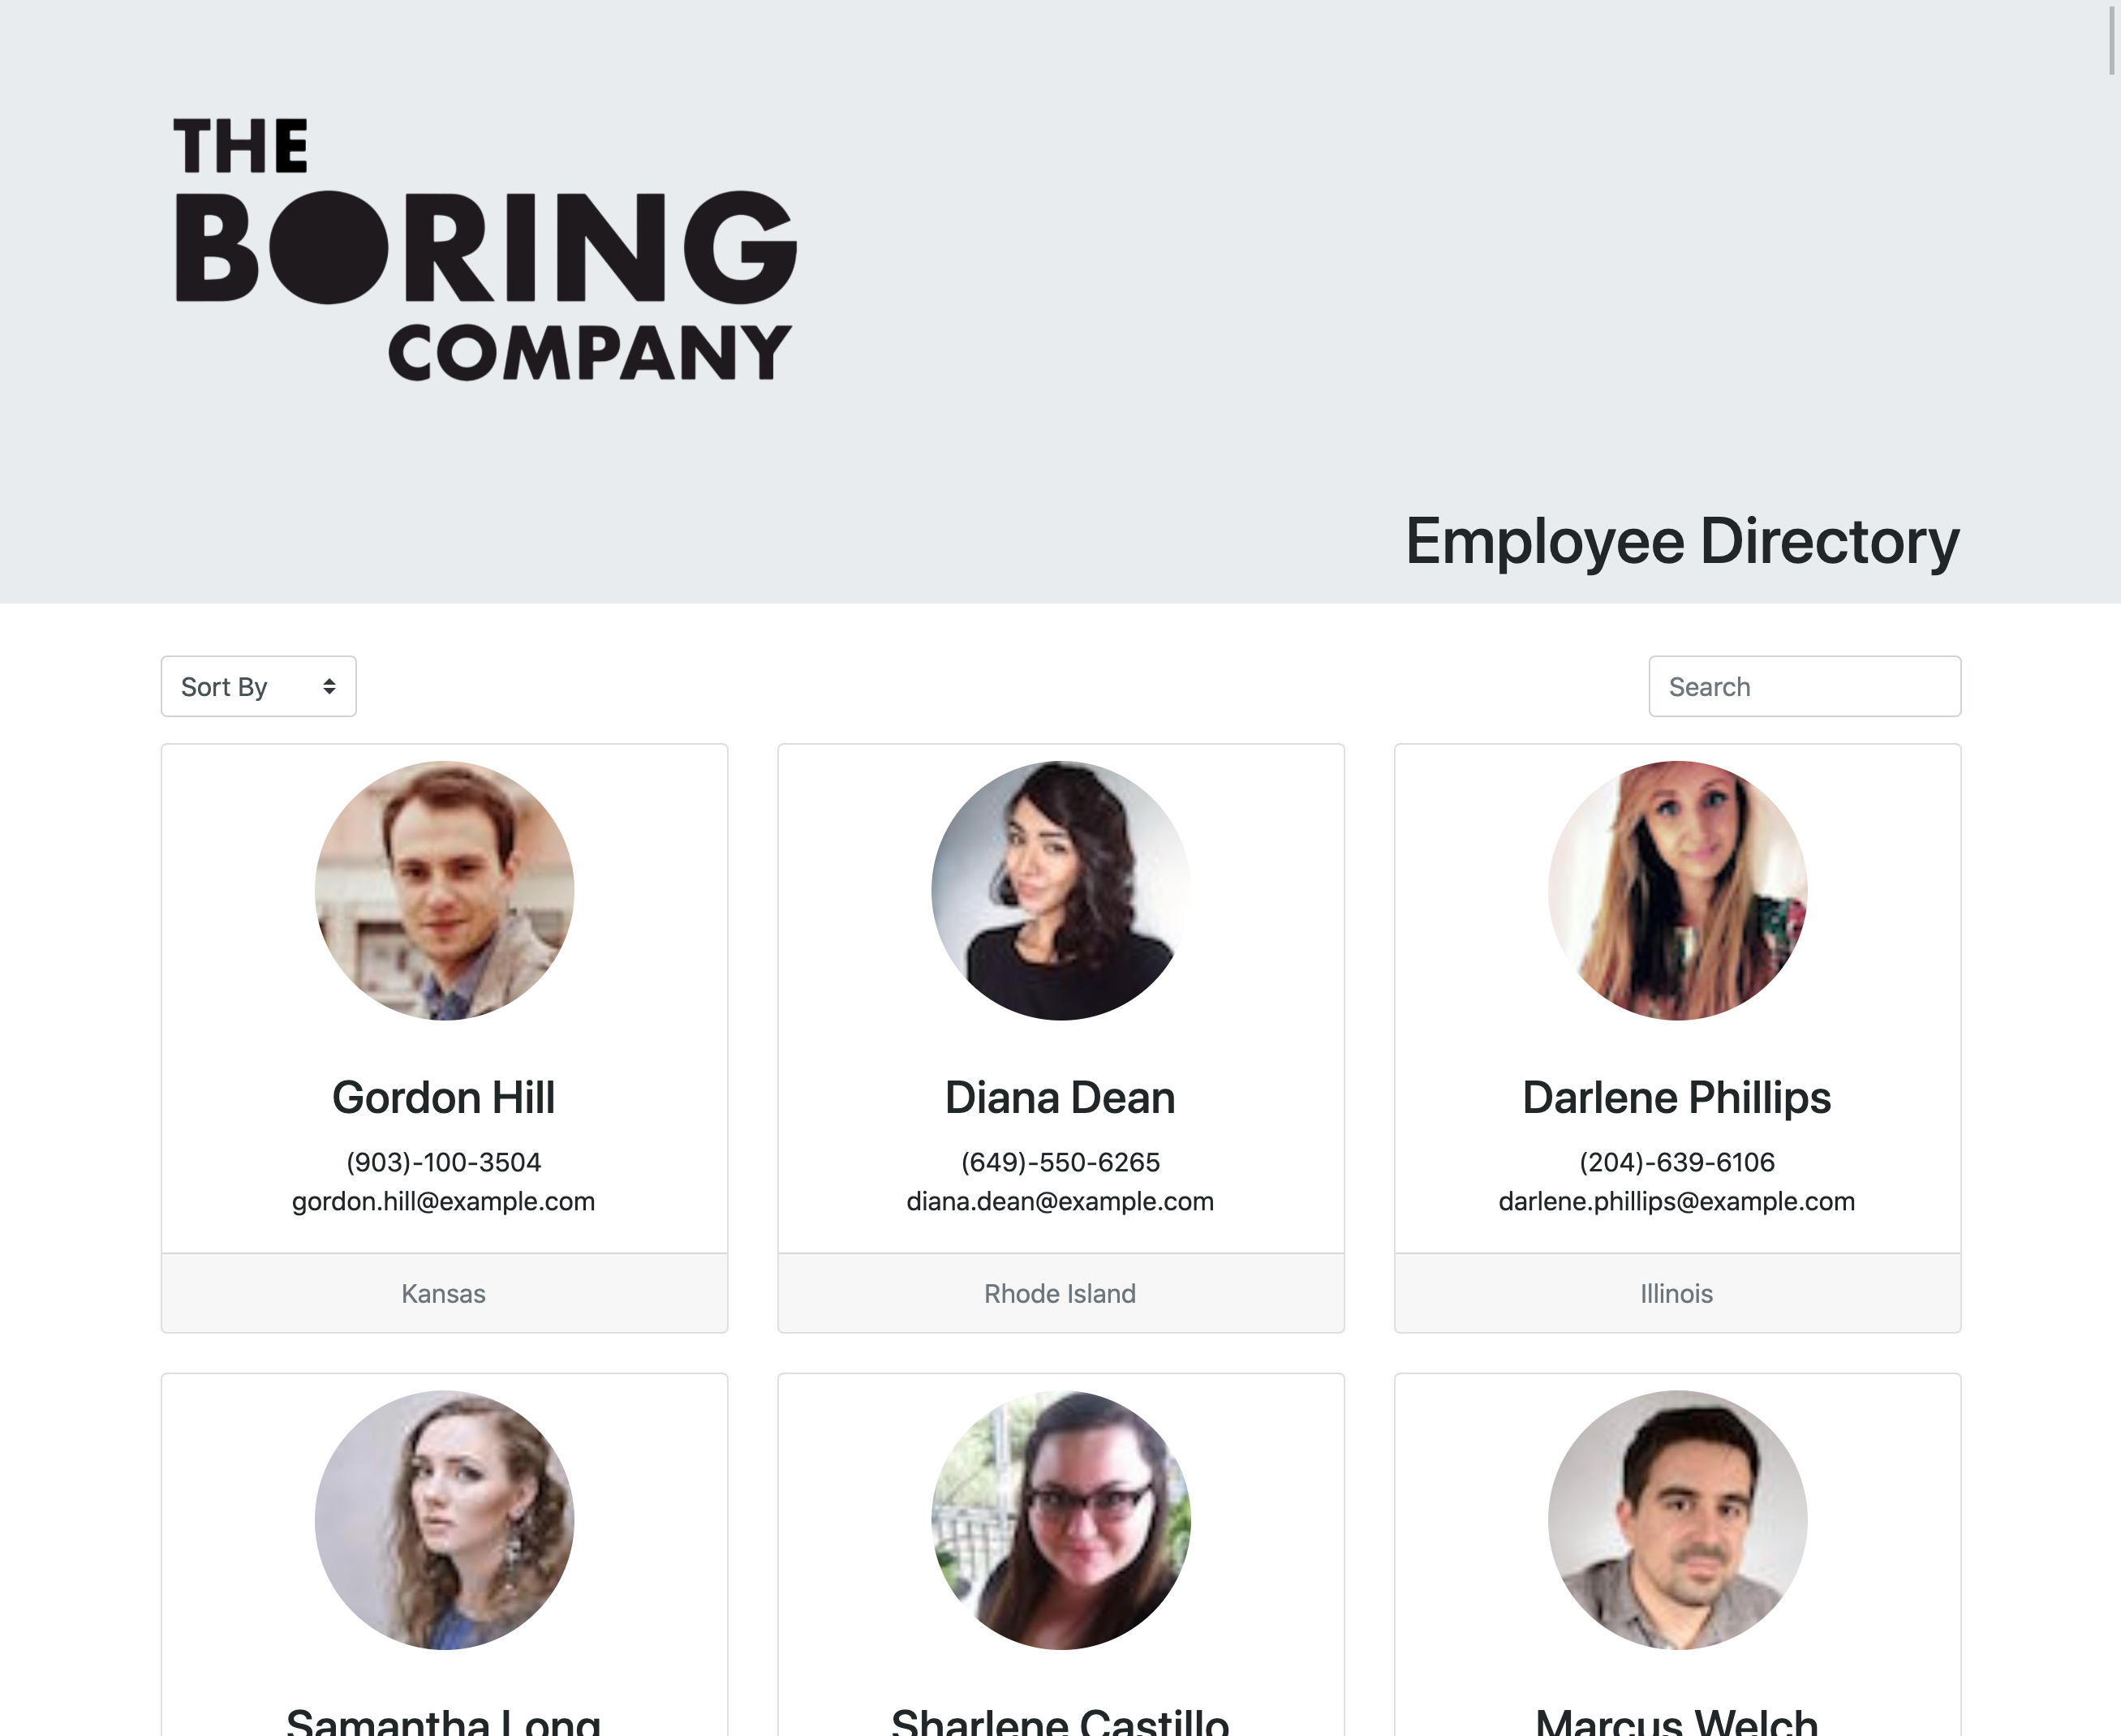 THE
BORING
COMPANY
Employee Directory
Sort By
Search
Gordon Hill
(903)-100-3504
gordon.hill@example.com
Kansas
Diana Dean
(649)-550-6265
diana.dean@example.com
Rhode Island
Darlene Phillips
(204)-639-6106
darlene.phillips@example.com
Illinois
Samantha Long
Sharlene Castillo
Marcus Welch